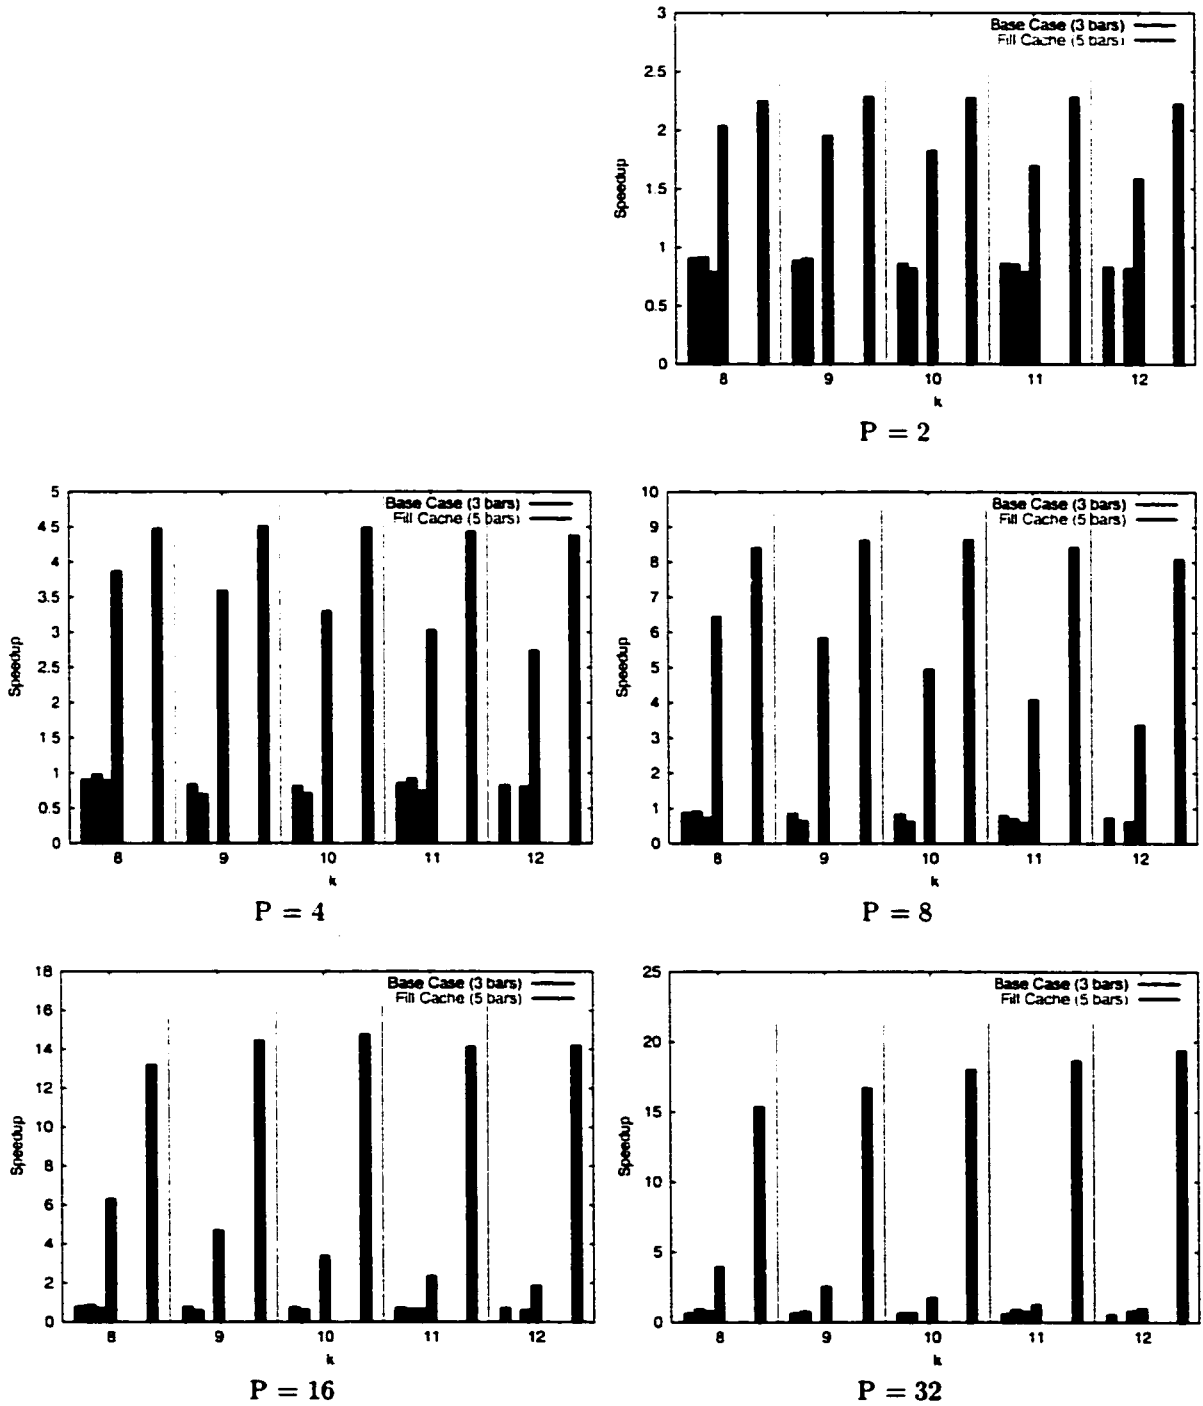 Base Case (3 bars)
Fill Cache (5 bars)
3
2.5
2
1.5
1
0.5
0
Speedup
8 9 10 11 12
k
P = 2
Base Case (3 bars)
Fill Cache (5 bars)
5
4.5
4
3.5
3
2.5
2
1.5
1
0.5
0
Speedup
8 9 10 11 12
k
P = 4
Base Case (3 bars)
Fill Cache (5 bars)
10
9
8
7
6
5
4
3
2
1
0
Speedup
8 9 10 11 12
k
P = 8
Base Case (3 bars)
Fill Cache (5 bars)
18
16
14
12
10
8
6
4
2
0
Speedup
8 9 10 11 12
k
P = 16
Base Case (3 bars)
Fill Cache (5 bars)
25
20
15
10
5
0
Speedup
8 9 10 11 12
k
P = 32